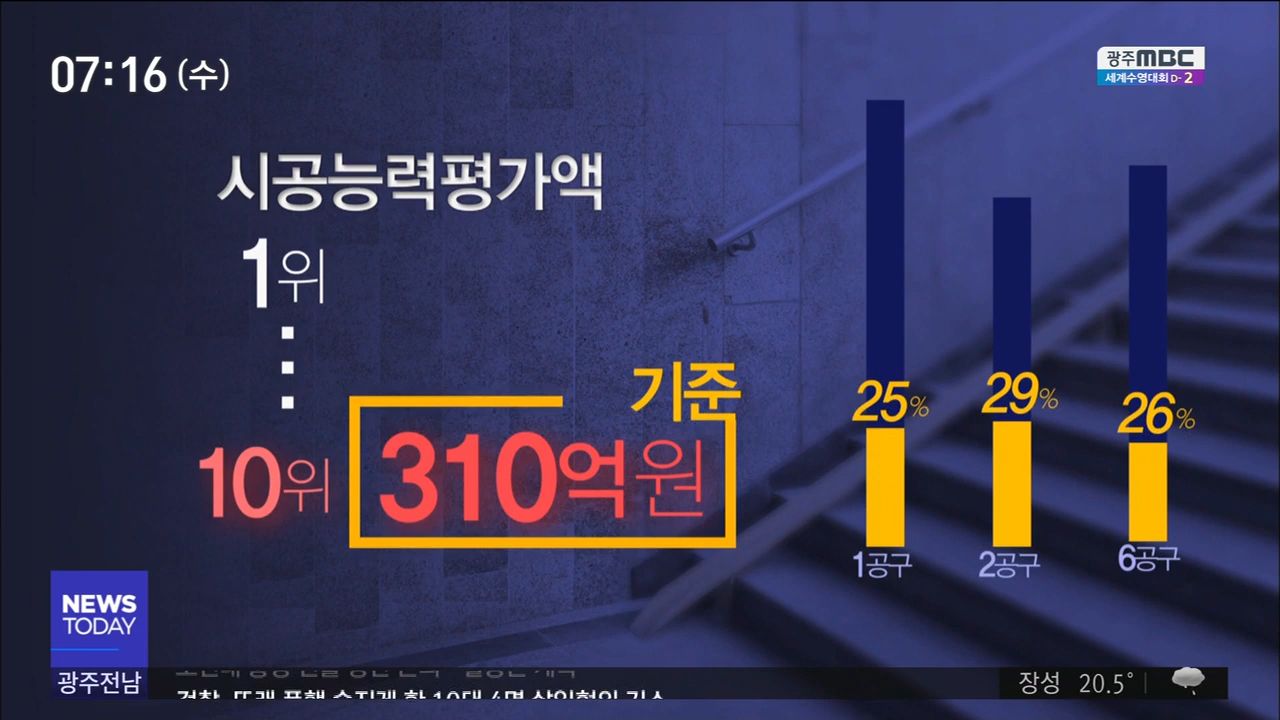 07:16 (수)
광주MBC
세계수영대회 D-2
시공능력평가액
1위
10위
기준
310억원
25%
29%
26%
1공구
2공구
6공구
NEWS
TODAY
광주전남
장성 20.5°